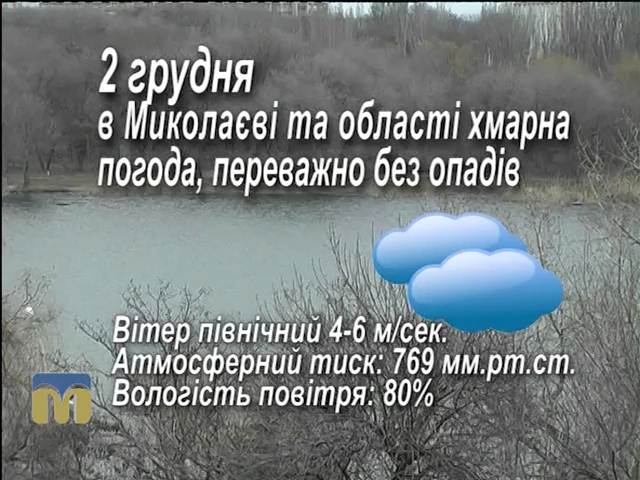 2 грудня
в Миколаєві та області хмарна
погода, переважно без опадів
Вітер північний 4-6 м/сек.
Атмосферний тиск: 769 мм.рт.ст.
Вологість повітря: 80%
м